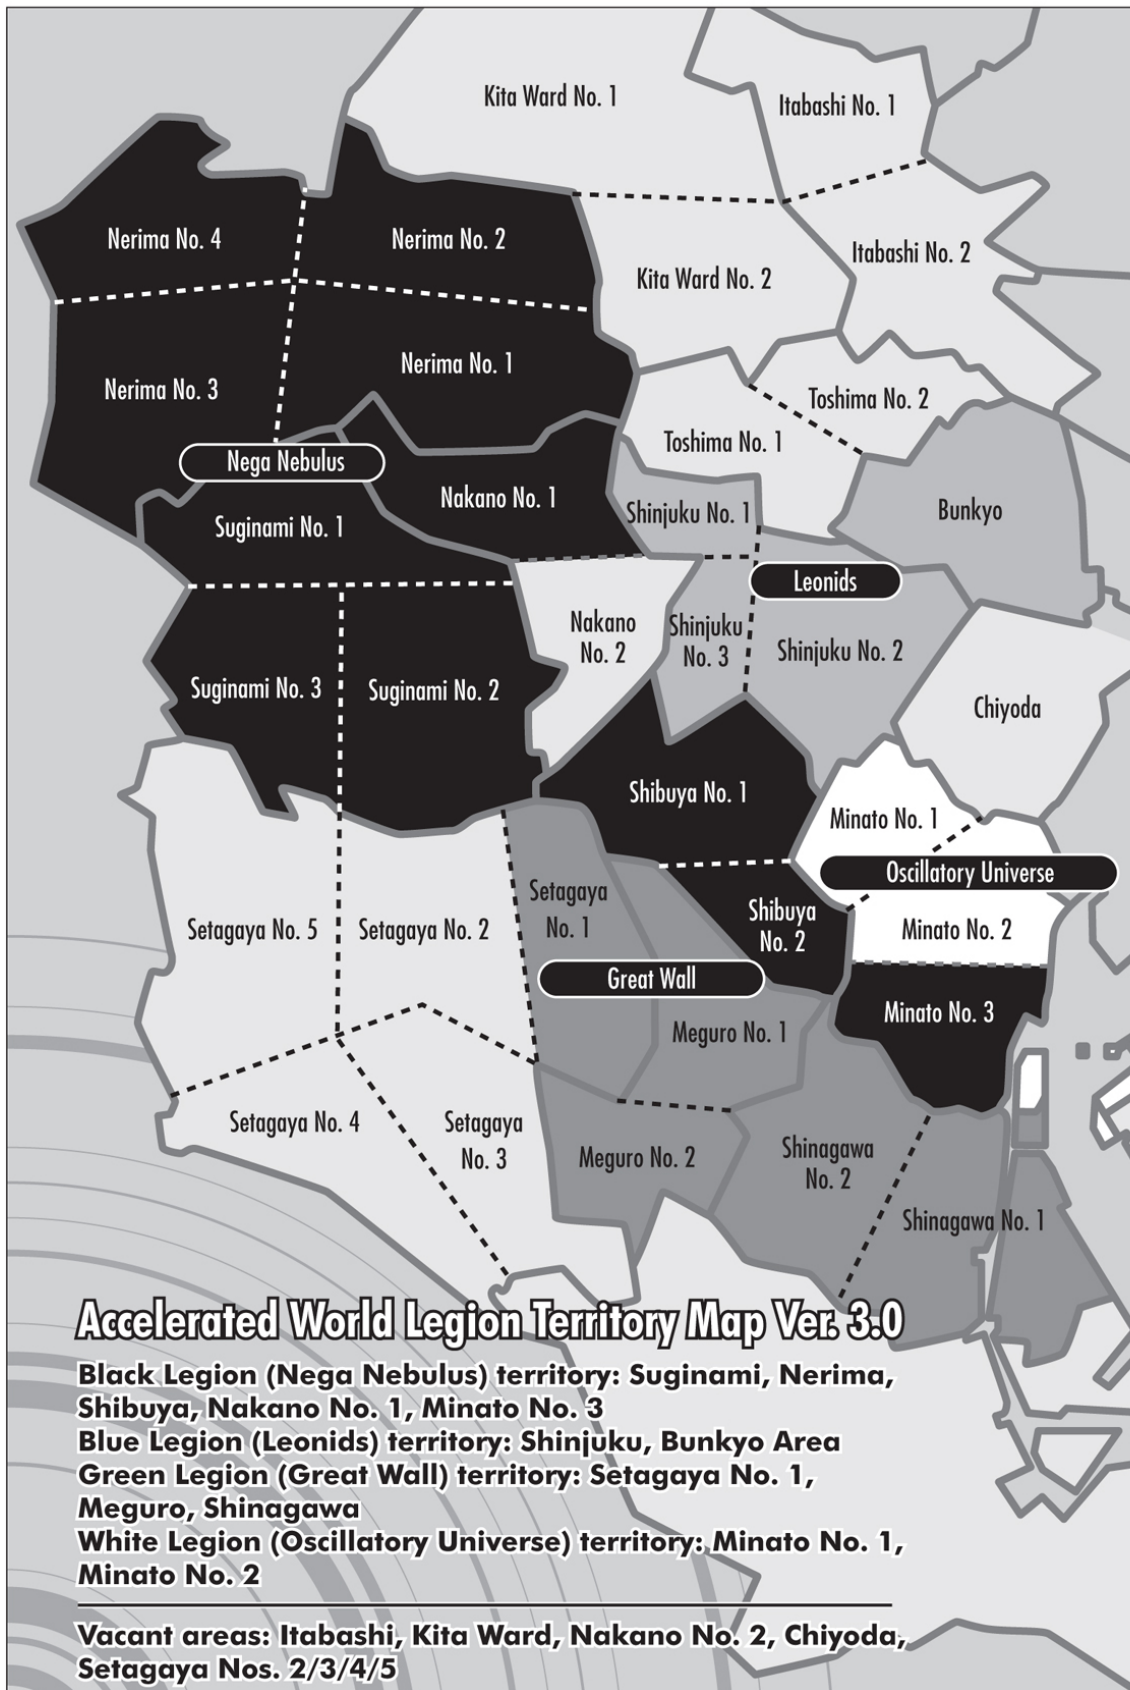 Kita Ward No. 1
Itabashi No. 1
Nerima No. 4
Nerima No. 2
Itabashi No. 2
Kita Ward No. 2
Nerima No. 3
Nerima No. 1
Toshima No. 2
Toshima No. 1
Nega Nebulus
Nakano No. 1
Shinjuku No. 1
Bunkyo
Suginami No. 1
Leonids
Nakano
No. 2
Shinjuku
No. 3
Shinjuku No. 2
Suginami No. 3
Suginami No. 2
Chiyoda
Shibuya No. 1
Minato No. 1
Oscillatory Universe
Setagaya
No. 1
Shibuya
No. 2
Setagaya No. 5
Setagaya No. 2
Minato No. 2
Great Wall
Minato No. 3
Meguro No. 1
Setagaya No. 4
Setagaya
No. 3
Meguro No. 2
Shinagawa
No. 2
Shinagawa No. 1
Accelerated World Legion Territory Map Ver. 3.0
Black Legion (Nega Nebulus) territory: Suginami, Nerima,
Shibuya, Nakano No. 1, Minato No. 3
Blue Legion (Leonids) territory: Shinjuku, Bunkyo Area
Green Legion (Great Wall) territory: Setagaya No. 1,
Meguro, Shinagawa
White Legion (Oscillatory Universe) territory: Minato No. 1,
Minato No. 2
Vacant areas: Itabashi, Kita Ward, Nakano No. 2, Chiyoda,
Setagaya Nos. 2/3/4/5